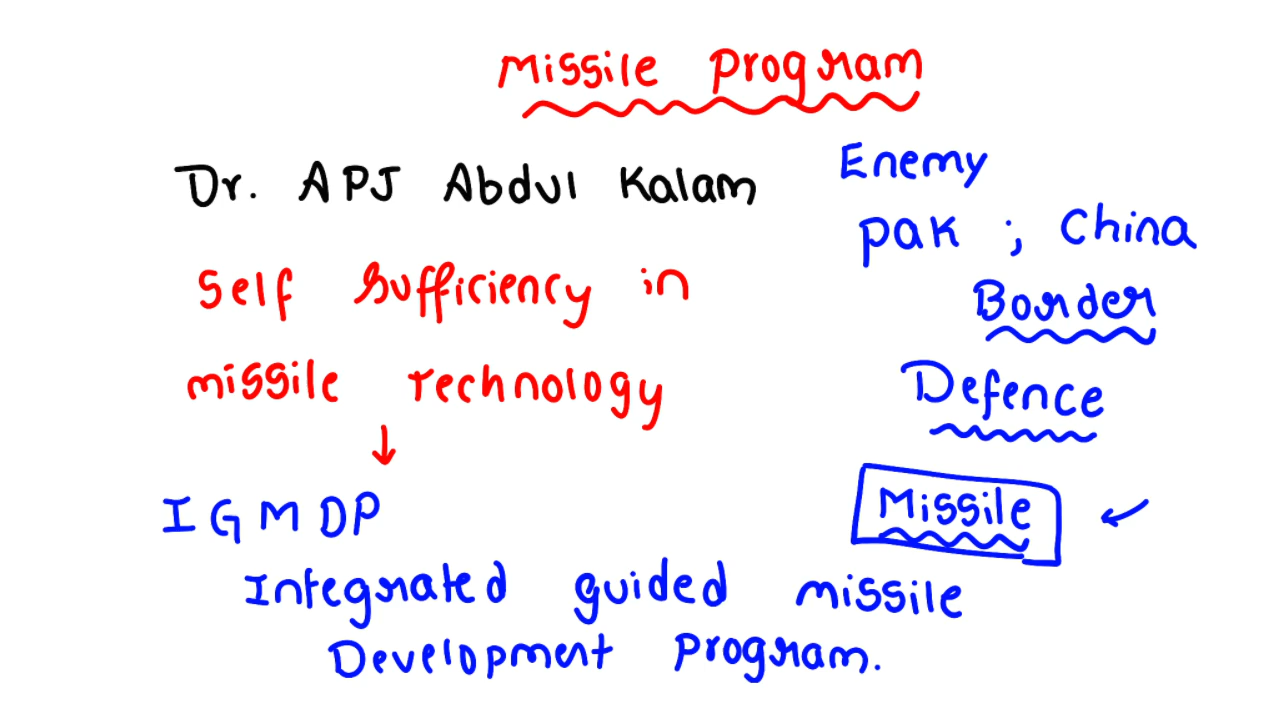 Missile Program
Dr. APJ Abdul Kalam
Self Sufficiency in
missile technology
↓
IGMDP
Integrated guided missile
Development Program.
Enemy
Pak ; China
Border
Defence
Missile